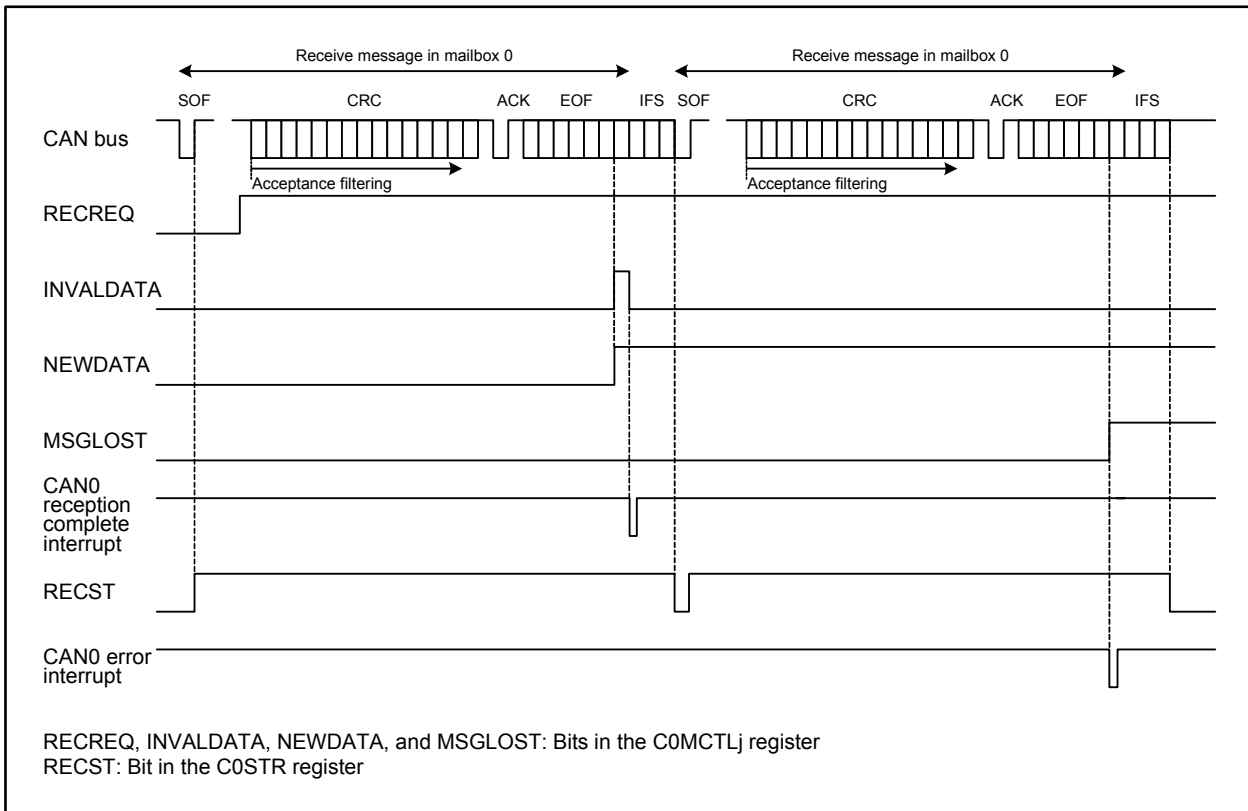 Receive message in mailbox 0 Receive message in mailbox 0
SOF CRC ACK EOF IFS SOF CRC ACK EOF IFS
CAN bus
Acceptance filtering Acceptance filtering
RECREQ
INVALDATA
NEWDATA
MSGLOST
CAN0
reception
complete
interrupt
RECST
CAN0 error
interrupt
RECREQ, INVALDATA, NEWDATA, and MSGLOST: Bits in the C0MCTLj register
RECST: Bit in the C0STR register